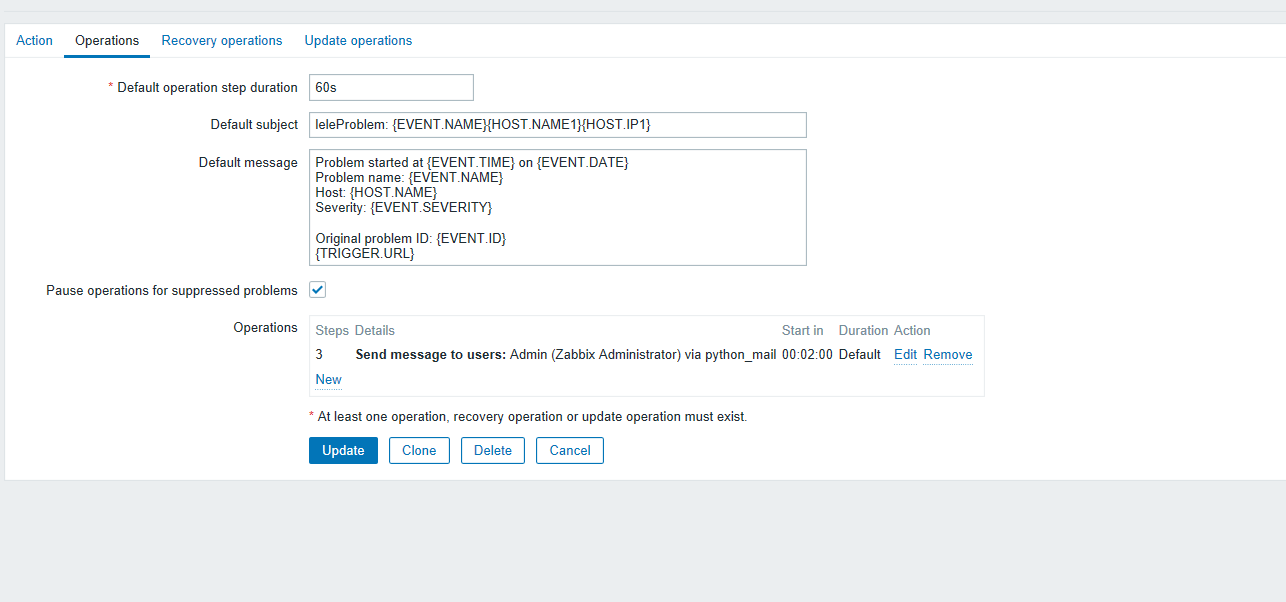 Action Operations Recovery operations Update operations
* Default operation step duration 60s
Default subject leleProblem: {EVENT.NAME}{HOST.NAME1}{HOST.IP1}
Default message Problem started at {EVENT.TIME} on {EVENT.DATE}
Problem name: {EVENT.NAME}
Host: {HOST.NAME}
Severity: {EVENT.SEVERITY}
Original problem ID: {EVENT.ID}
{TRIGGER.URL}
Pause operations for suppressed problems
Operations Steps Details Start in Duration Action
3 Send message to users: Admin (Zabbix Administrator) via python_mail 00:02:00 Default Edit Remove
New
* At least one operation, recovery operation or update operation must exist.
Update Clone Delete Cancel